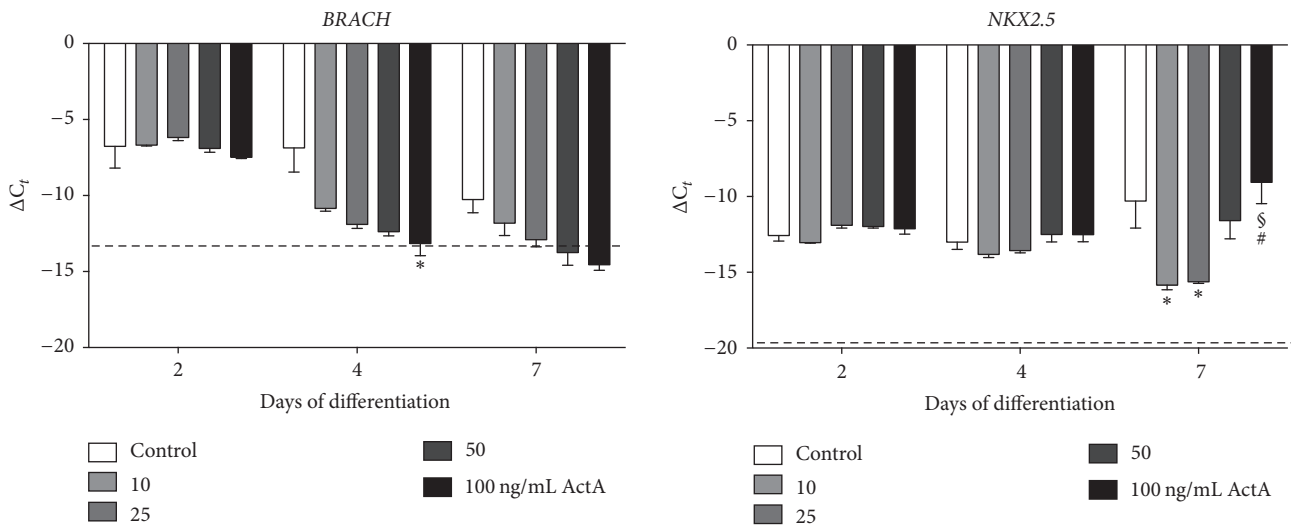 BRACH
0
−5
−10
−15
−20
ΔCt
*
2
4
7
Days of differentiation
Control
10
25
50
100 ng/mL ActA
NKX2.5
0
−5
−10
−15
−20
ΔCt
*
*
§
#
2
4
7
Days of differentiation
Control
10
25
50
100 ng/mL ActA